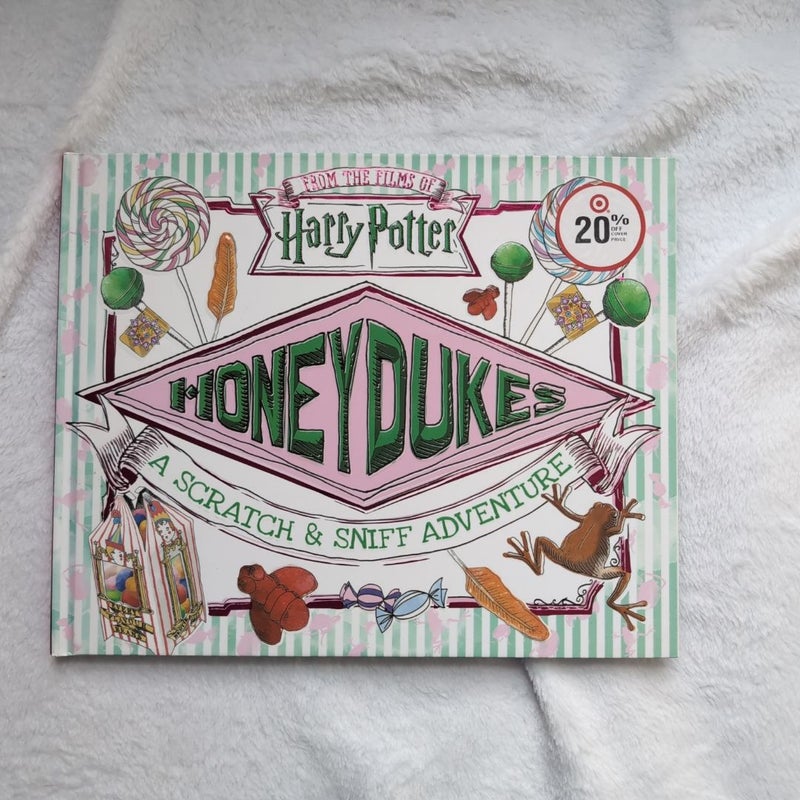 FROM THE FILMS OF
Harry Potter
20% OFF COVER PRICE
HONEYDUKES
A SCRATCH & SNIFF ADVENTURE